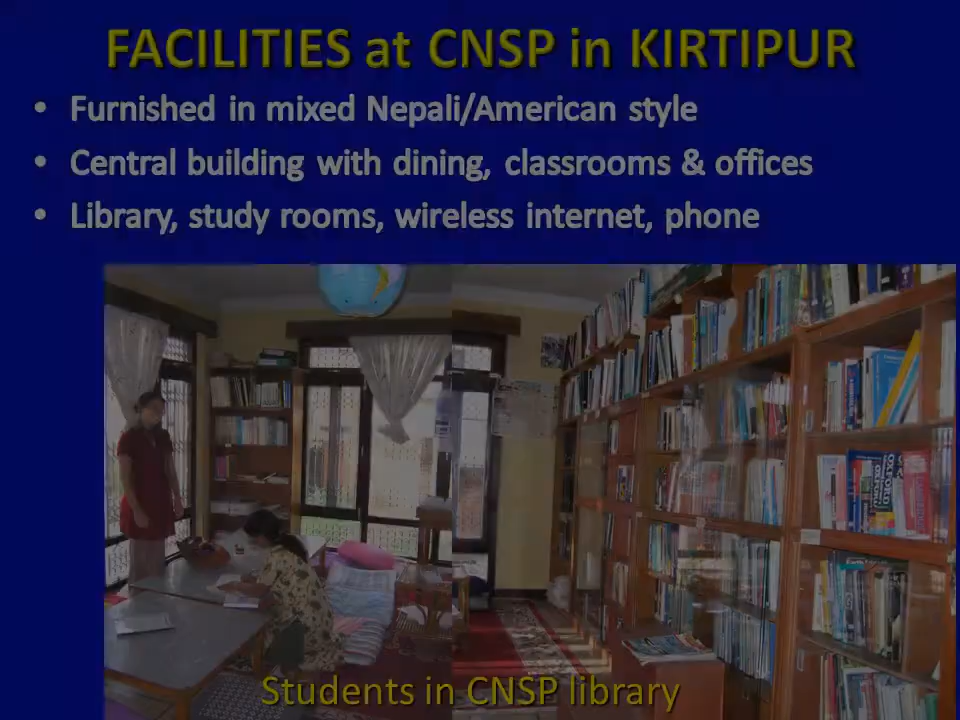 FACILITIES at CNSP in KIRTIPUR
• Furnished in mixed Nepali/American style
• Central building with dining, classrooms & offices
• Library, study rooms, wireless internet, phone
OXFORD
Students in CNSP library